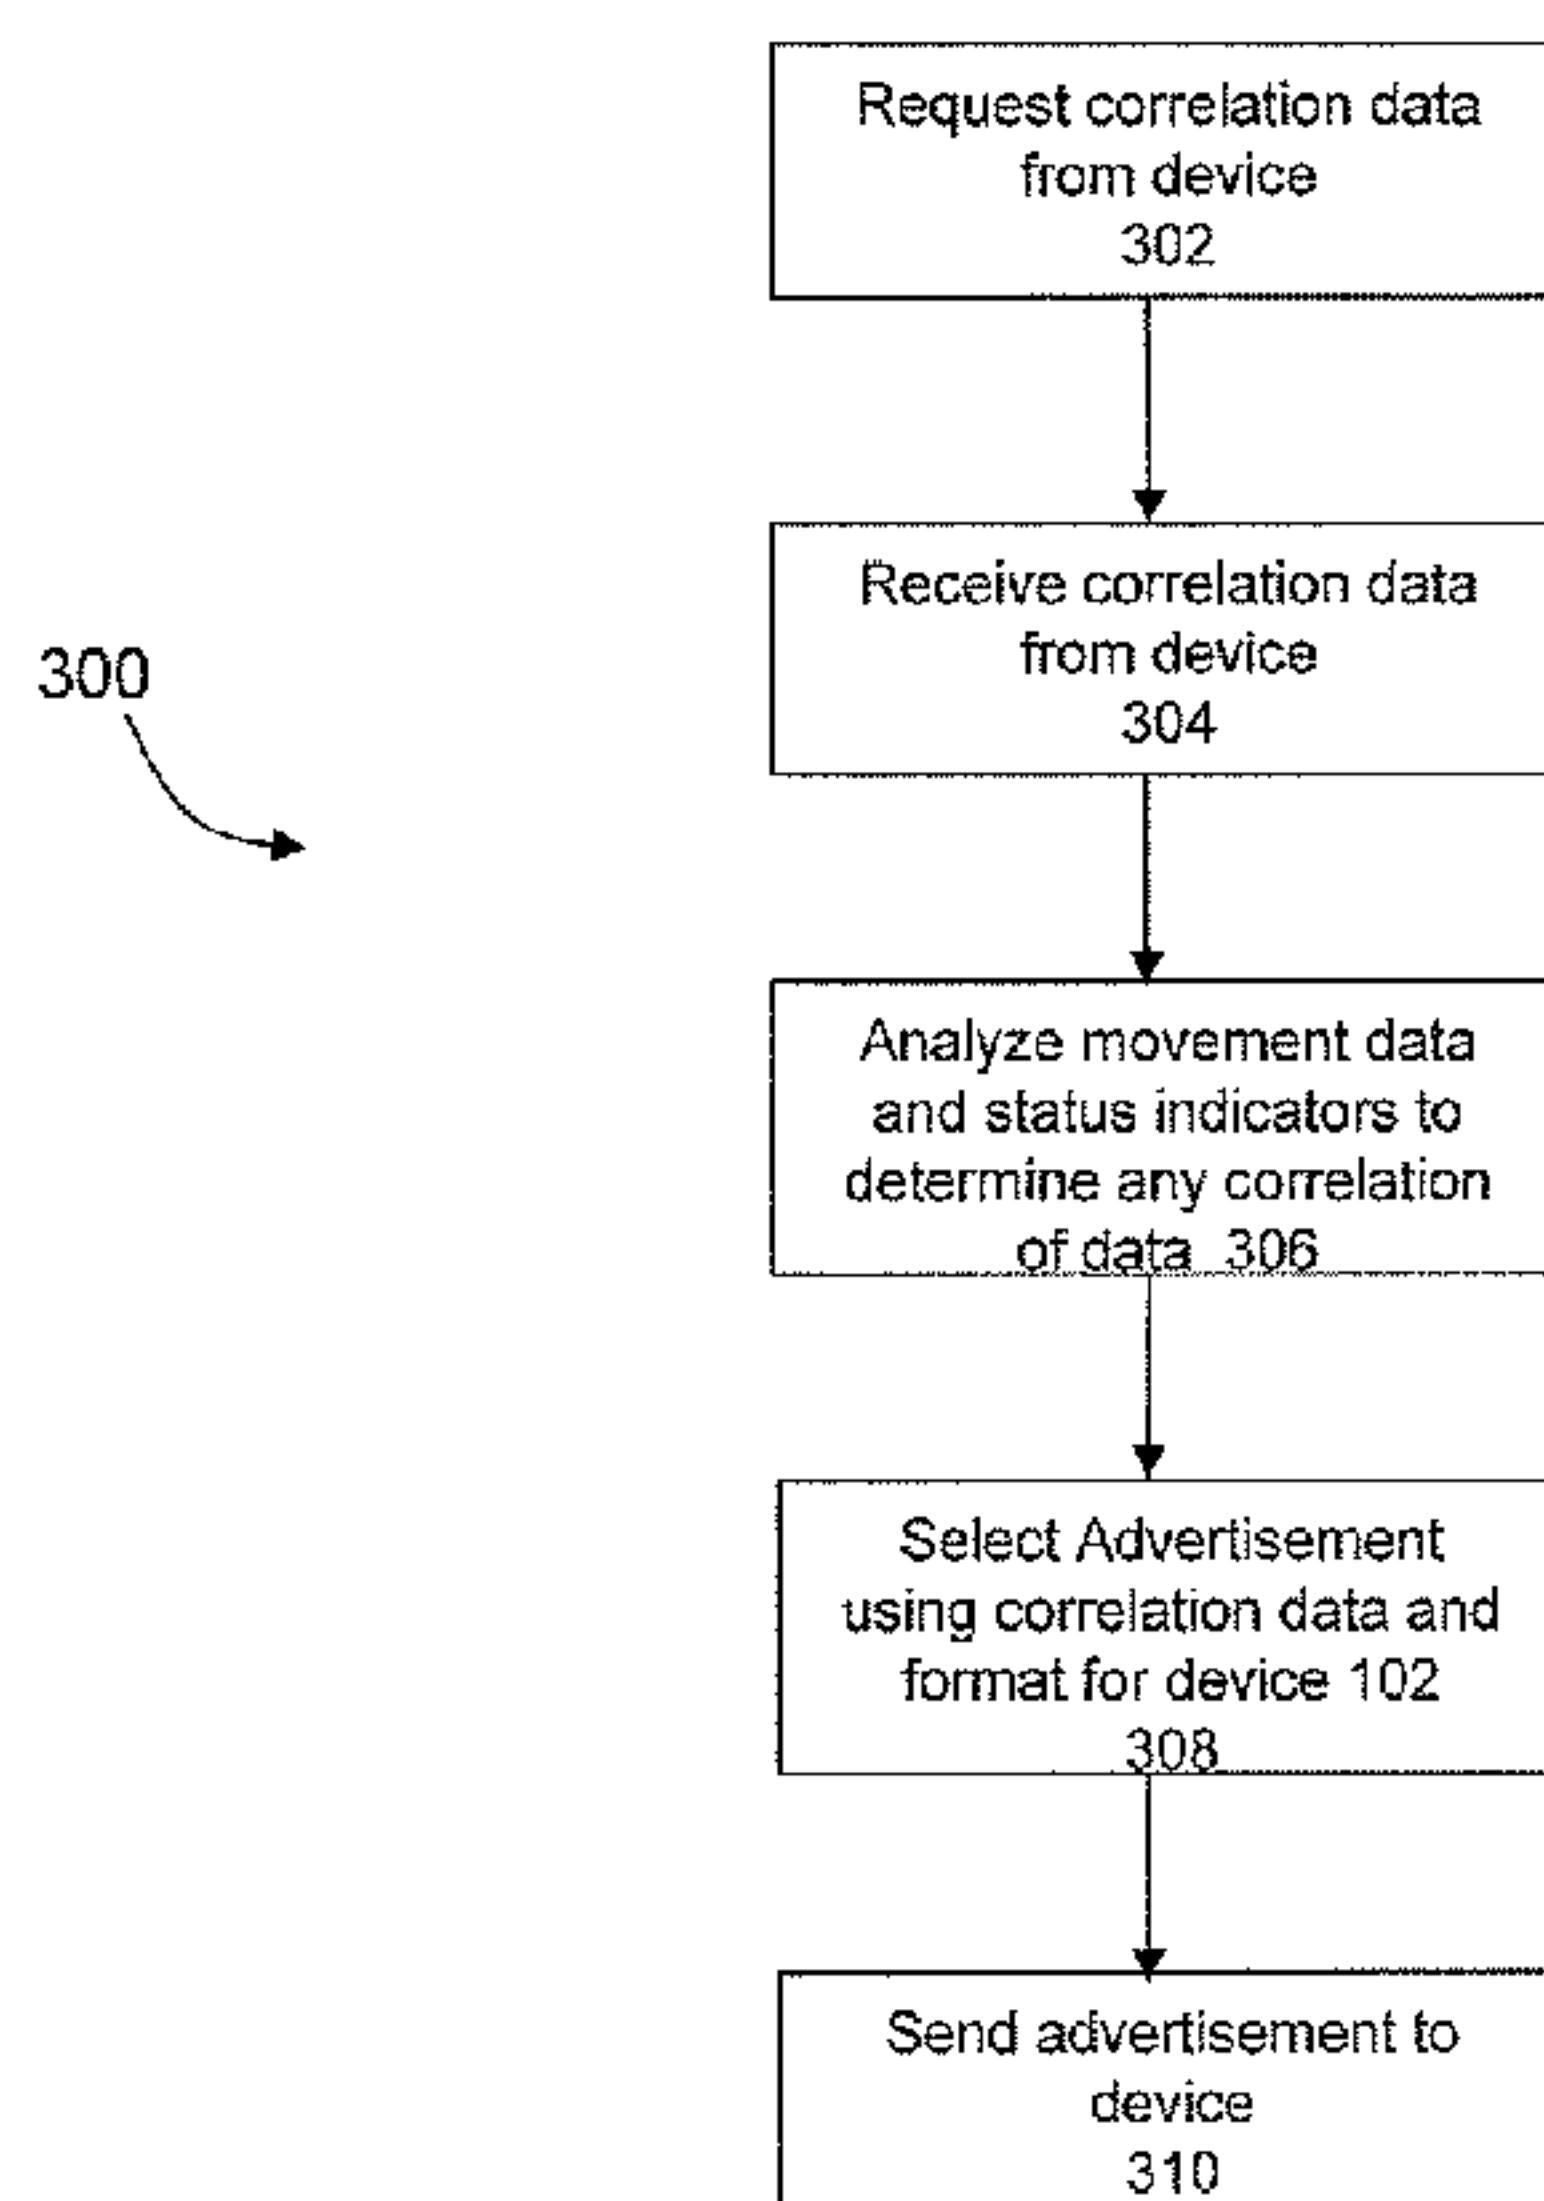 Request correlation data
from device
302
Receive correlation data
from device
304
300
Analyze movement data
and status indicators to
determine any correlation
of data 306
Select Advertisement
using correlation data and
format for device 102
308
Send advertisement to
device
310